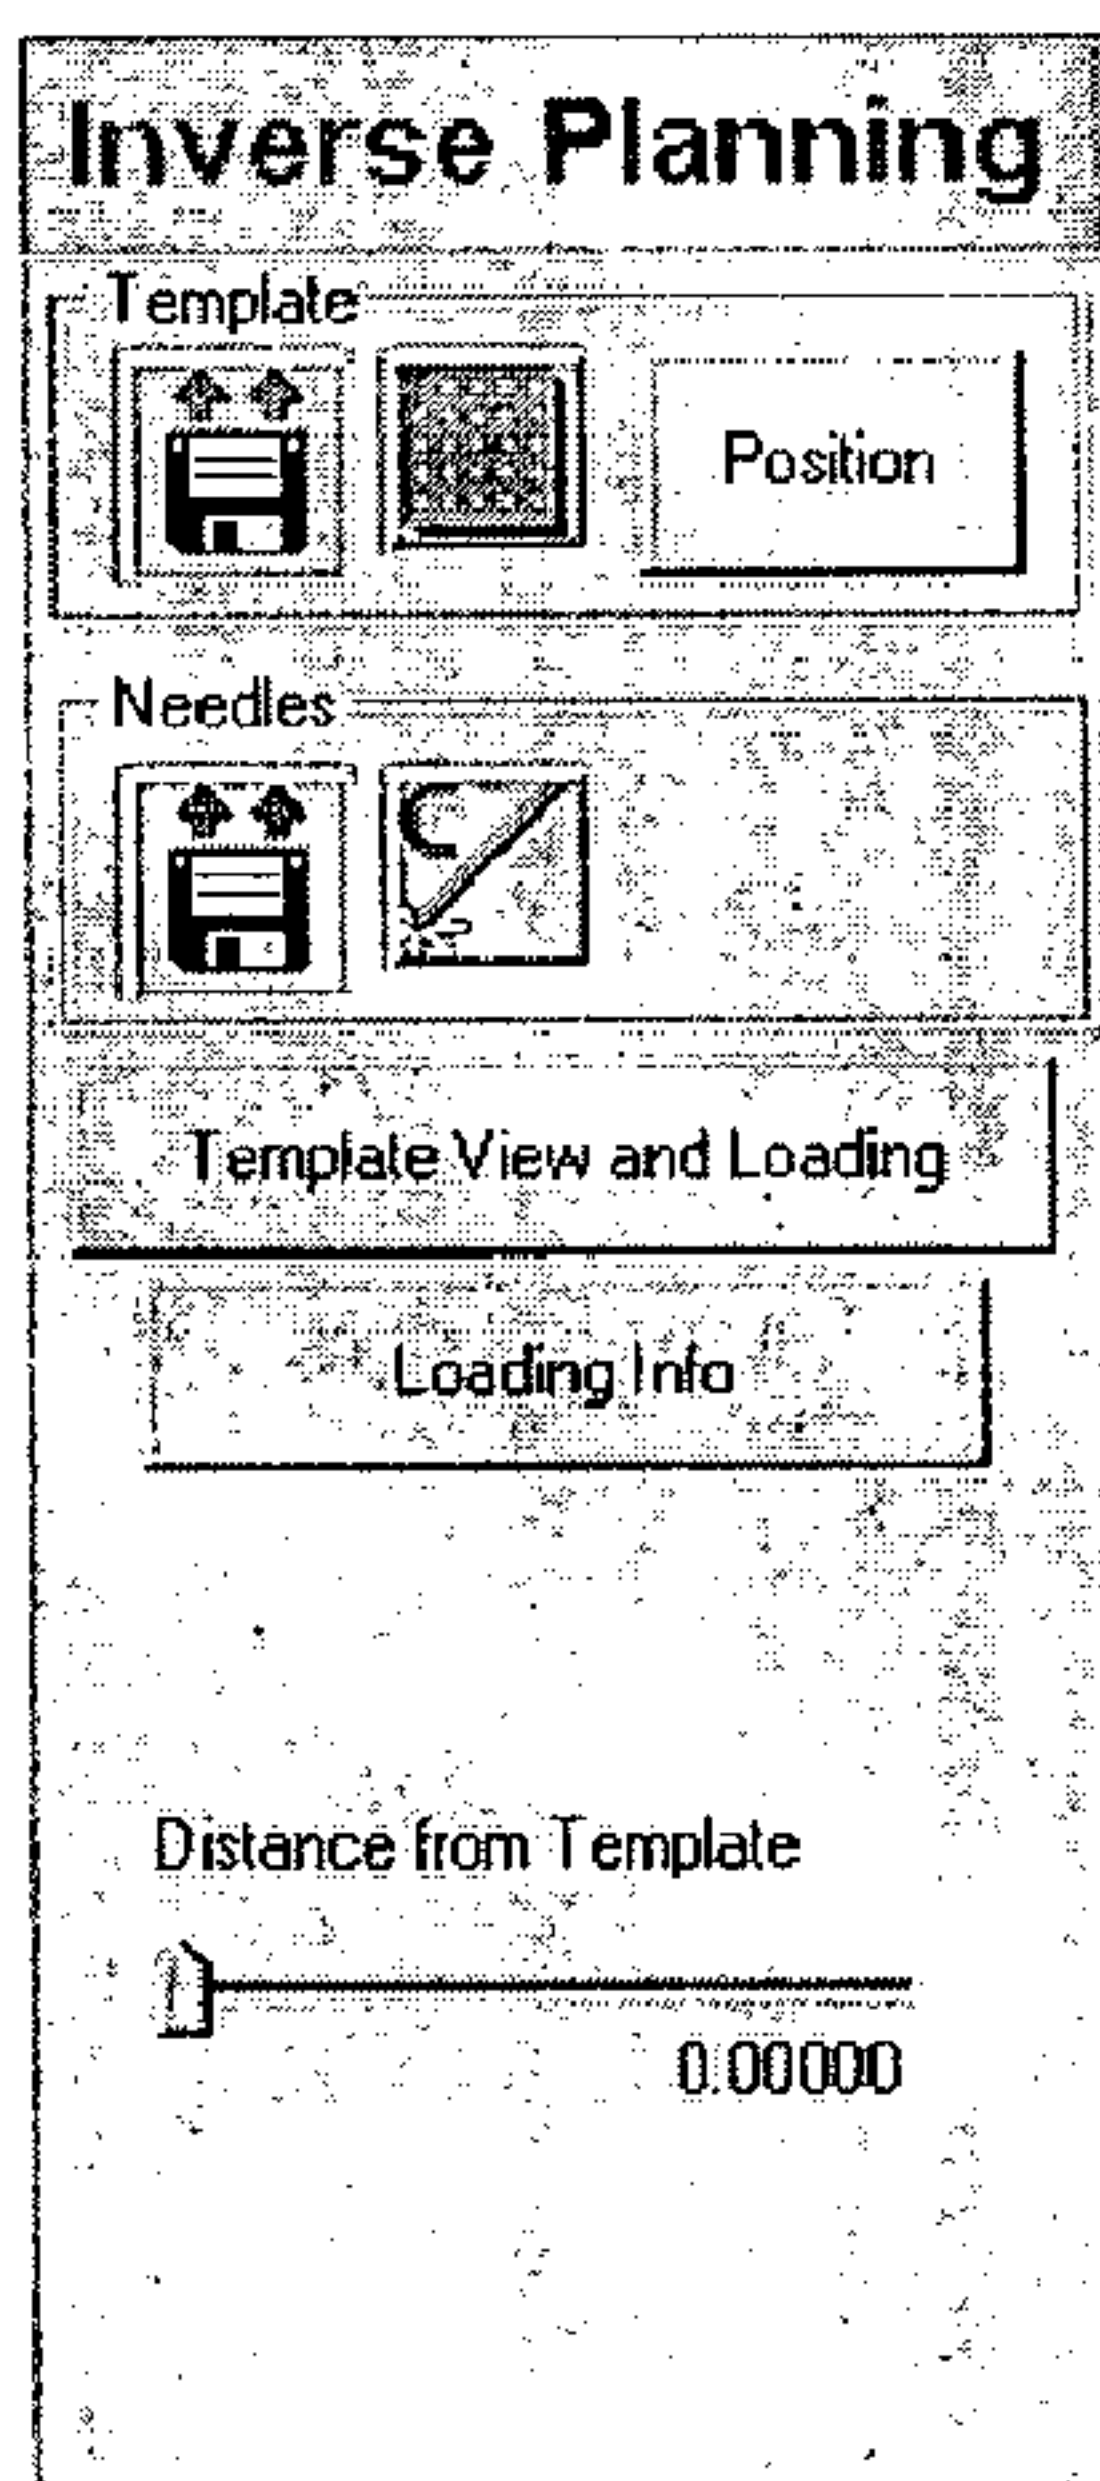 Inverse Planning
Template
Position
Needles
Template View and Loading
Loading Info
Distance from Template
0.00000